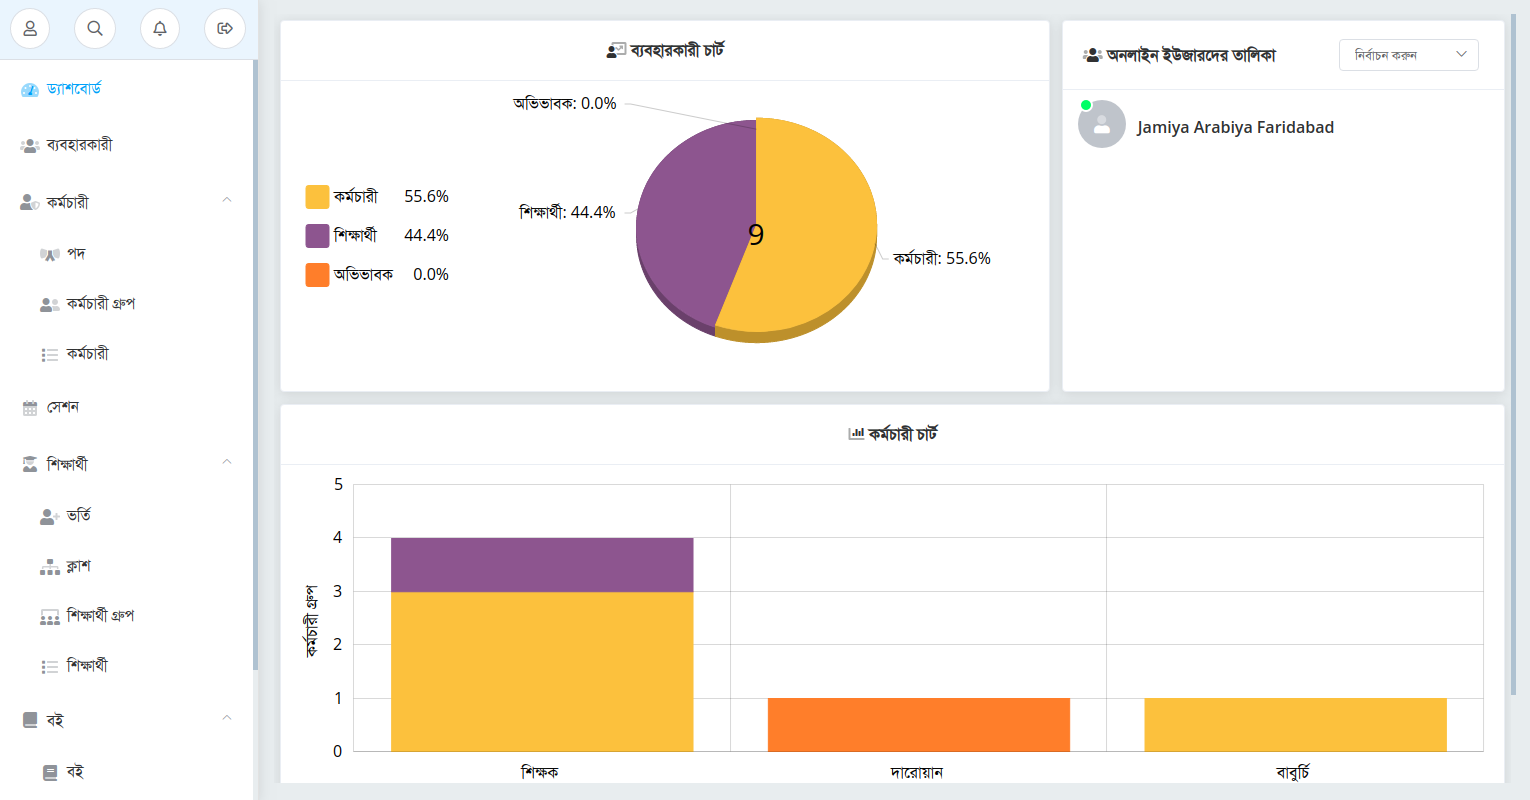 ড্যাশবোর্ড
ব্যবহারকারী
কর্মচারী
পদ
কর্মচারী গ্রুপ
কর্মচারী
সেশন
শিক্ষার্থী
ভর্তি
ক্লাশ
শিক্ষার্থী গ্রুপ
শিক্ষার্থী
বই
বই
ব্যবহারকারী চার্ট
অভিভাবক: 0.0%
শিক্ষার্থী: 44.4%
কর্মচারী: 55.6%
9
কর্মচারী 55.6%
শিক্ষার্থী 44.4%
অভিভাবক 0.0%
অনলাইন ইউজারদের তালিকা
নির্বাচন করুন
Jamiya Arabiya Faridabad
কর্মচারী চার্ট
কর্মচারী গ্রুপ
5
4
3
2
1
0
শিক্ষক দারোয়ান বাবুর্চি